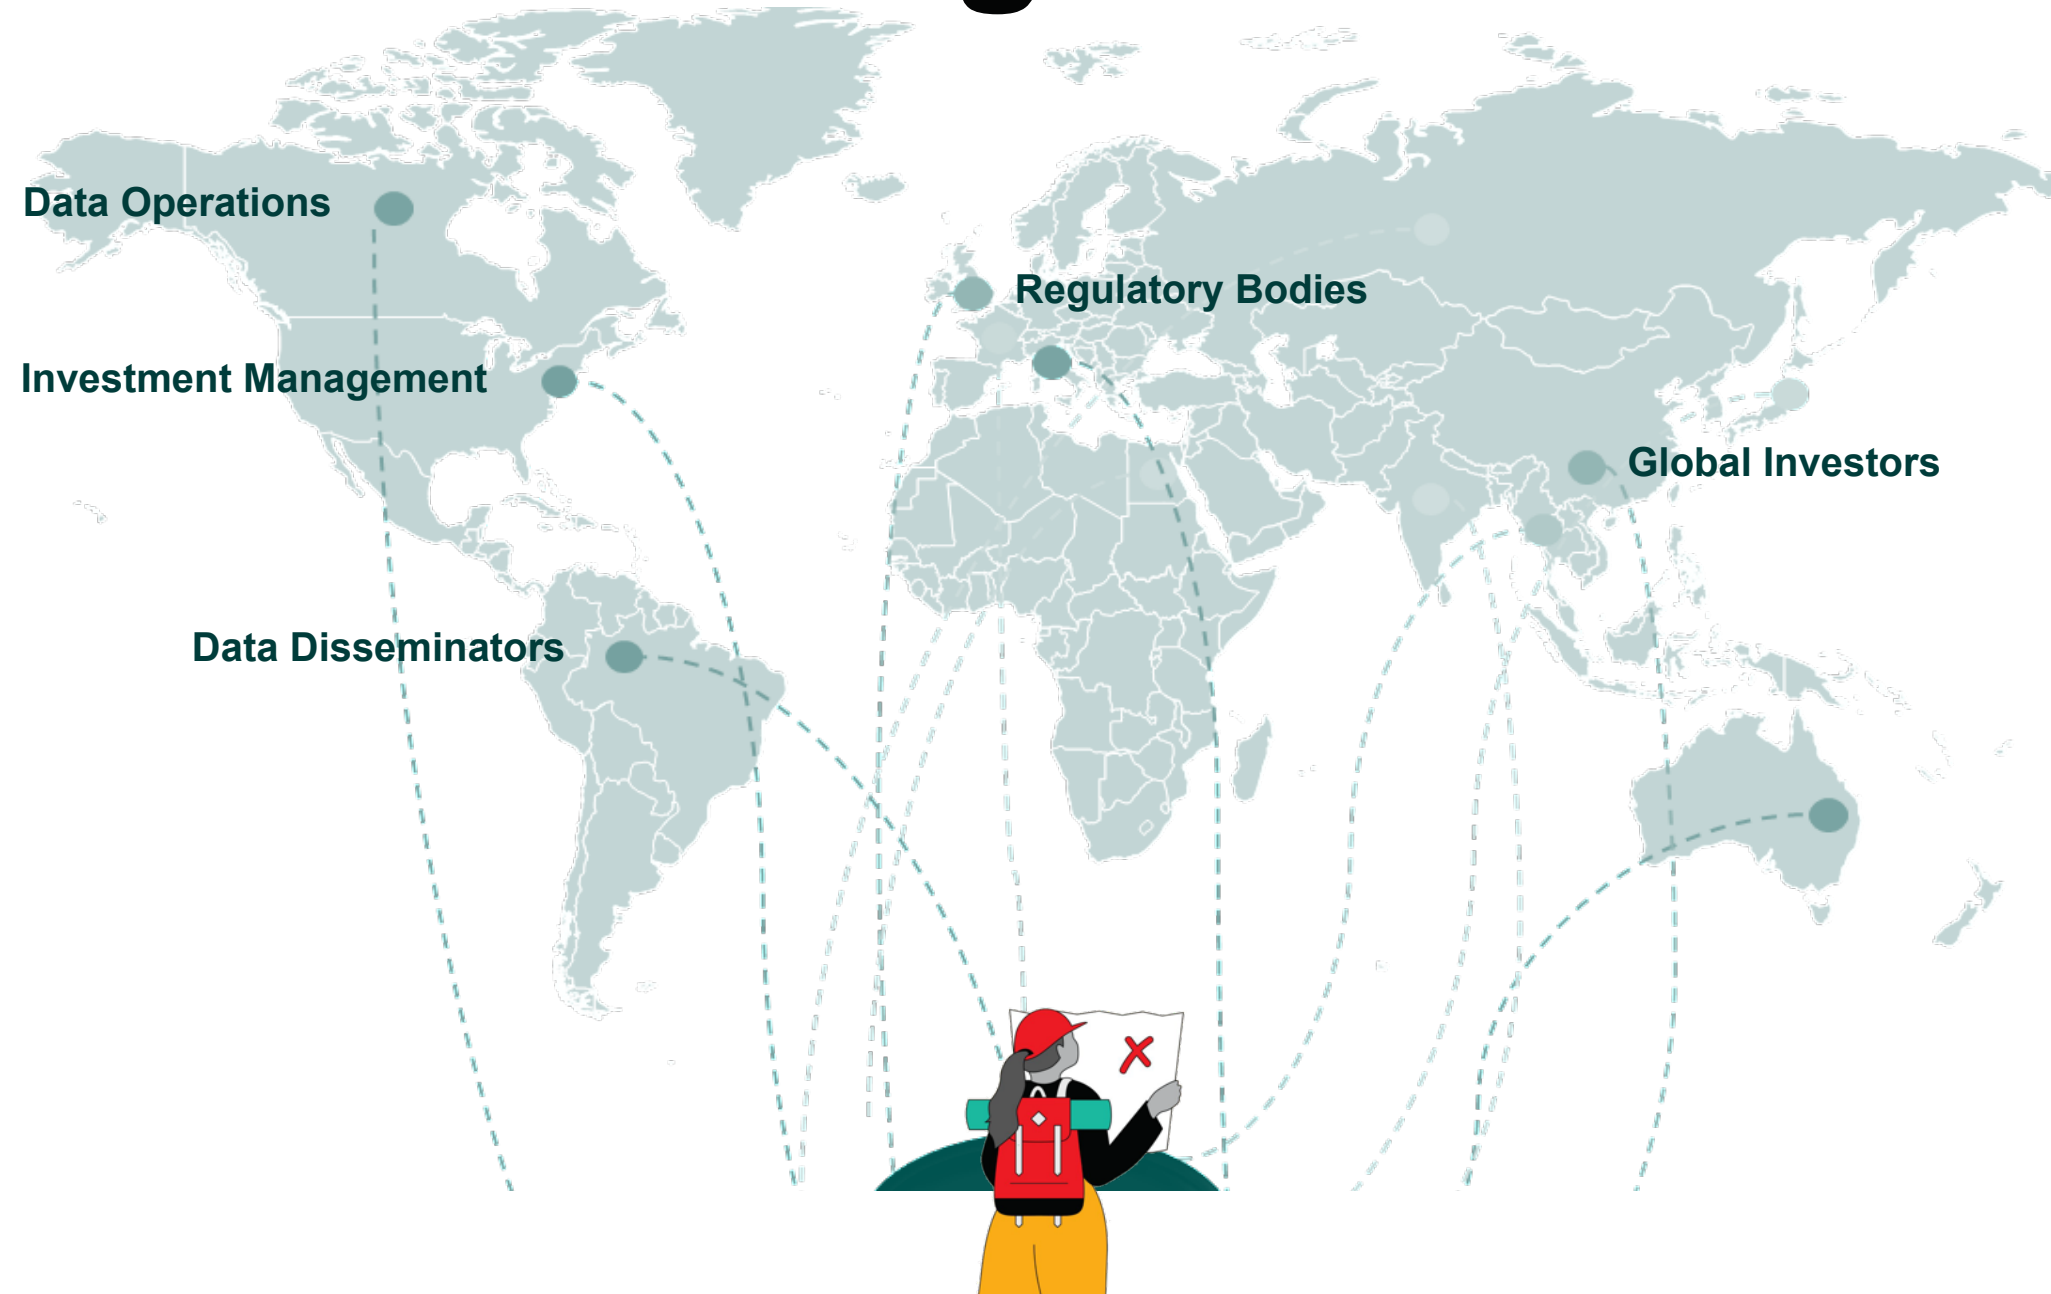 Data Operations
Regulatory Bodies
Investment Management
Global Investors
Data Disseminators